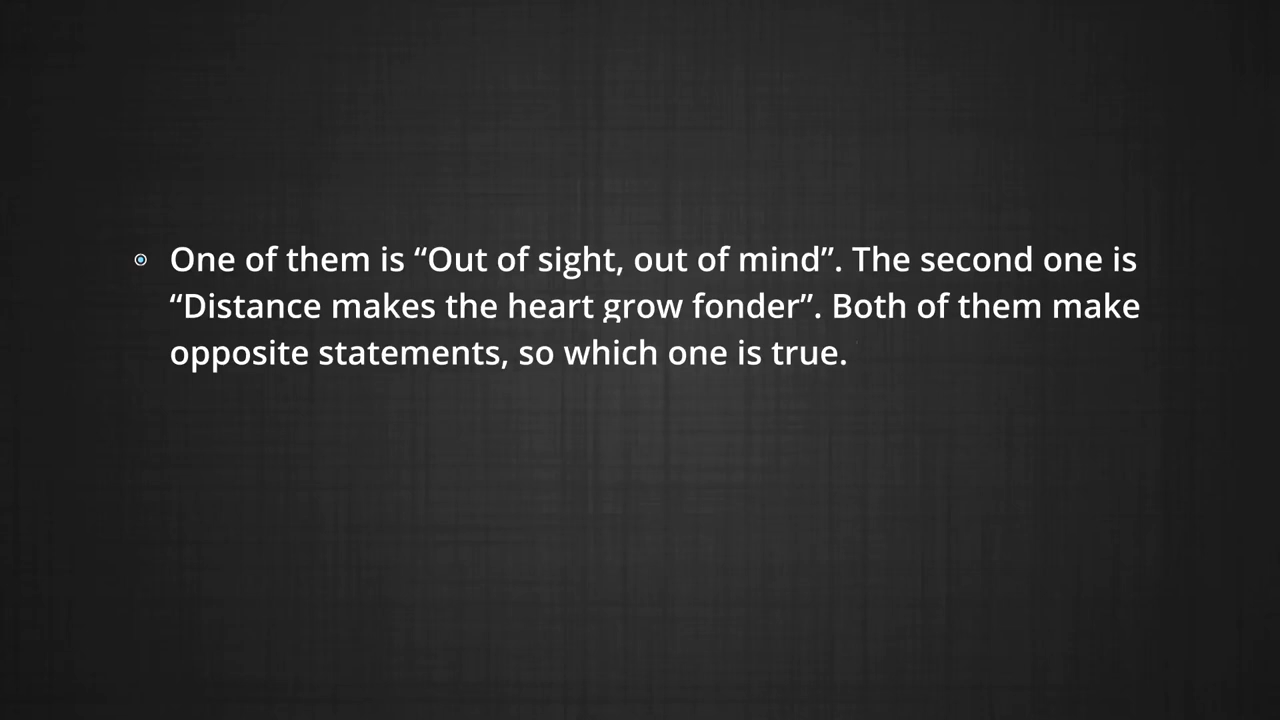 One of them is “Out of sight, out of mind”. The second one is
“Distance makes the heart grow fonder”. Both of them make
opposite statements, so which one is true.